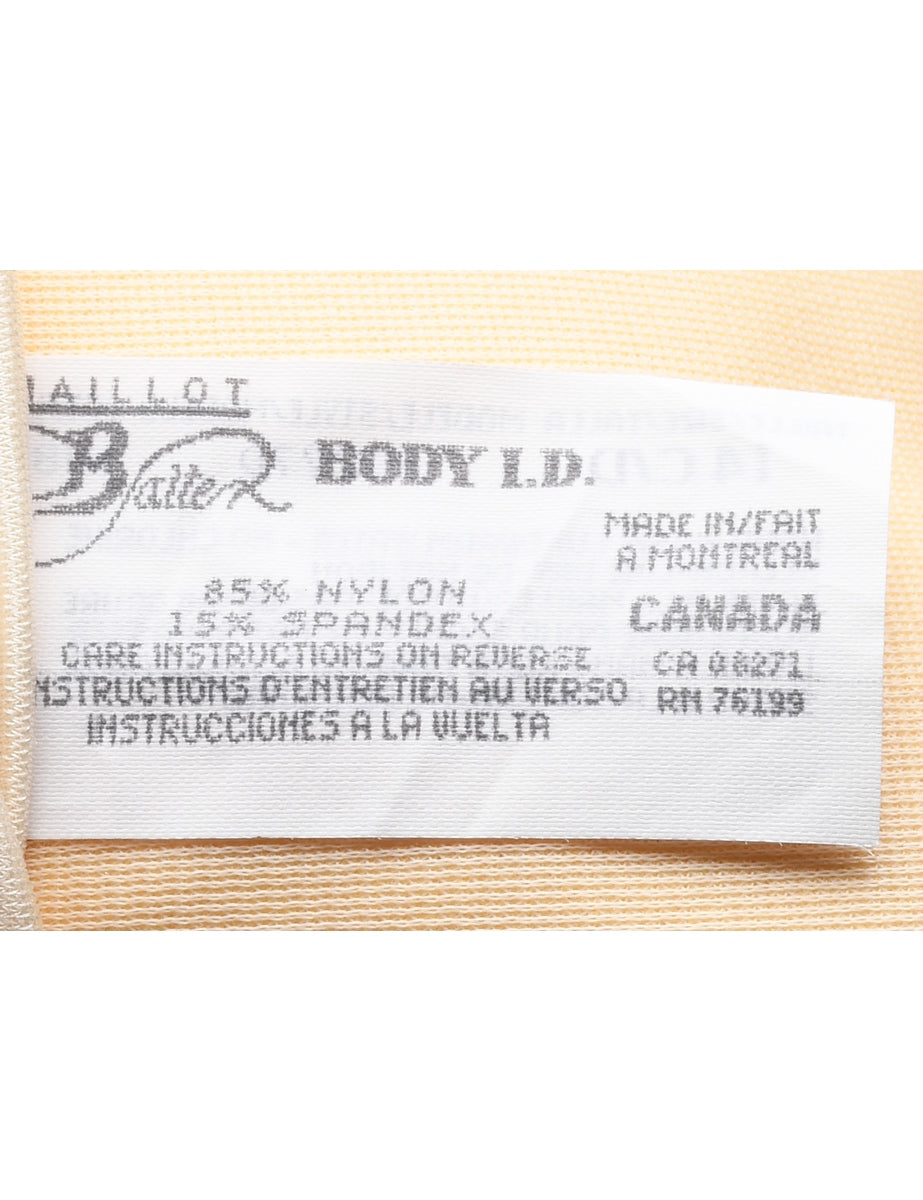 MAILLOT
Balter BODY I.D.
MADE IN/FAIT
A MONTREAL
CANADA
CA 06271
RN 76199
85% NYLON
15% SPANDEX
CARE INSTRUCTIONS ON REVERSE
INSTRUCTIONS D'ENTRETIEN AU VERSO
INSTRUCCIONES A LA VUELTA